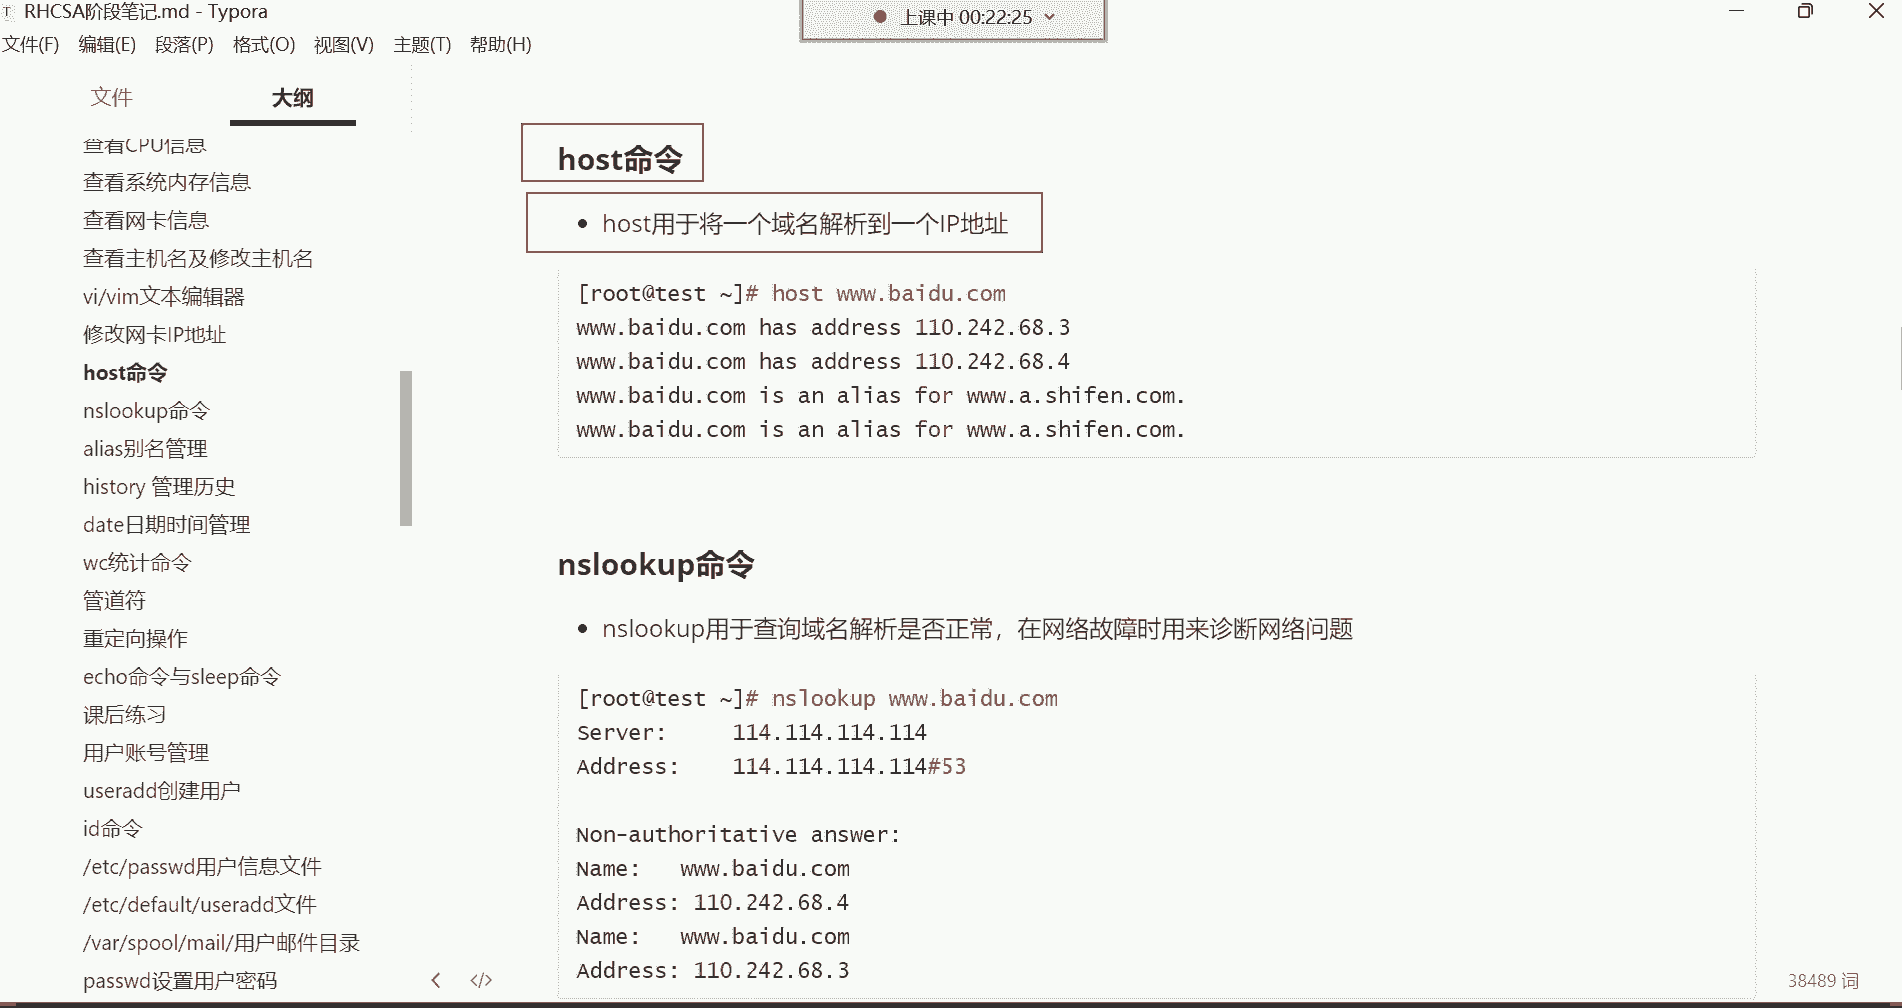 RHCSA阶段笔记.md - Typora
上课中 00:22:25
文件(F) 编辑(E) 段落(P) 格式(O) 视图(V) 主题(T) 帮助(H)
文件 大纲
查看CPU信息
查看系统内存信息
查看网卡信息
查看主机名及修改主机名
vi/vim文本编辑器
修改网卡IP地址
host命令
nslookup命令
alias别名管理
history 管理历史
date日期时间管理
wc统计命令
管道符
重定向操作
echo命令与sleep命令
课后练习
用户账号管理
useradd创建用户
id命令
/etc/passwd用户信息文件
/etc/default/useradd文件
/var/spool/mail/用户邮件目录
passwd设置用户密码
host命令
• host用于将一个域名解析到一个IP地址
[root@test ~]# host www.baidu.com
www.baidu.com has address 110.242.68.3
www.baidu.com has address 110.242.68.4
www.baidu.com is an alias for www.a.shifen.com.
www.baidu.com is an alias for www.a.shifen.com.
nslookup命令
• nslookup用于查询域名解析是否正常，在网络故障时用来诊断网络问题
[root@test ~]# nslookup www.baidu.com
Server: 114.114.114.114
Address: 114.114.114.114#53
Non-authoritative answer:
Name: www.baidu.com
Address: 110.242.68.4
Name: www.baidu.com
Address: 110.242.68.3
38489 词